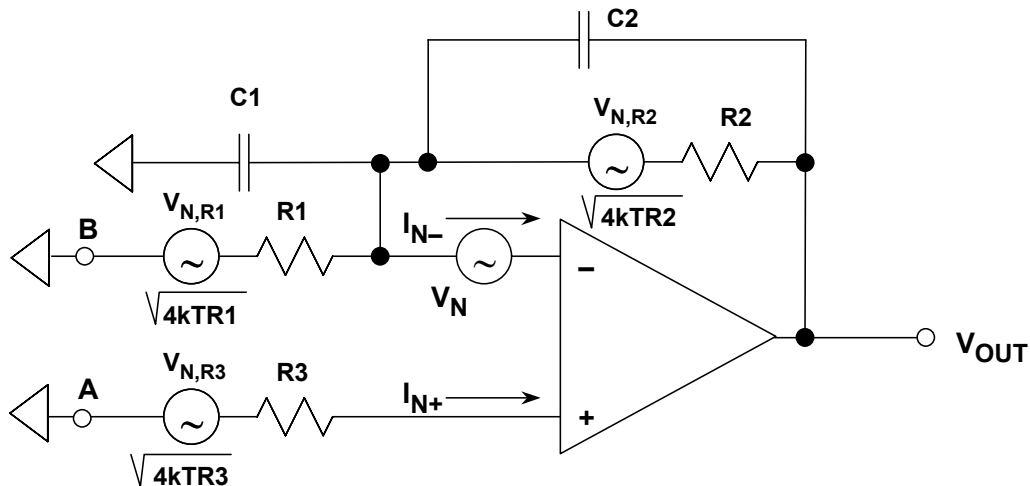 C2
C1
V_N,R2
R2
√4kTR2
V_N,R1
R1
B
I_N–
–
√4kTR1
V_N
V_OUT
V_N,R3
R3
A
I_N+
+
√4kTR3